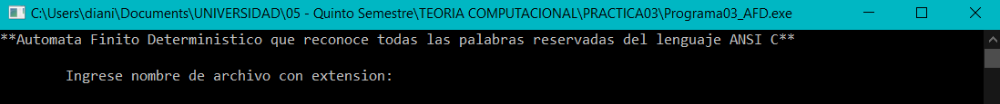 C:\Users\diani\Documents\UNIVERSIDAD\05 - Quinto Semestre\TEORIA COMPUTACIONAL\PRACTICA03\Programa03_AFD.exe
**Automata Finito Deterministico que reconoce todas las palabras reservadas del lenguaje ANSI C**
Ingrese nombre de archivo con extension: